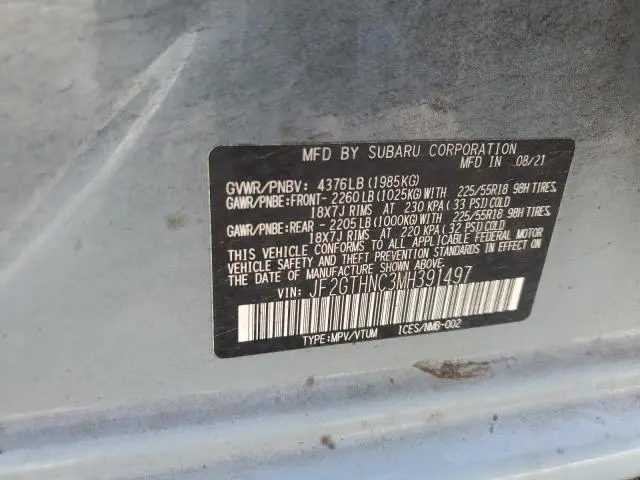 MFD BY SUBARU CORPORATION
IN 08/21
GVWR/PNBV: 4376LB (1985KG)
GAWR/PNBE:FRONT- 2260LB (1025KG)WITH 225/55R18 98H TIRES,
18X7J RIMS AT 230 KPA (33 PSI)COLD
GAWR/PNBE:REAR - 2205LB (1000KG)WITH 225/55R18 98H TIRES,
18X7J RIMS AT 220 KPA(32 PSI)COLD
THIS VEHICLE CONFORMS TO ALL APPLICABLE FEDERAL MOTOR
VEHICLE SAFETY AND THEFT PREVENTION STANDARDS IN EFFECT ON
THE DATE OF MANUFACTURE SHOWN ABOVE.
VIN: JF2GTHNC3MH391497
TYPE:MPV/VTUM ICES/NMB-002